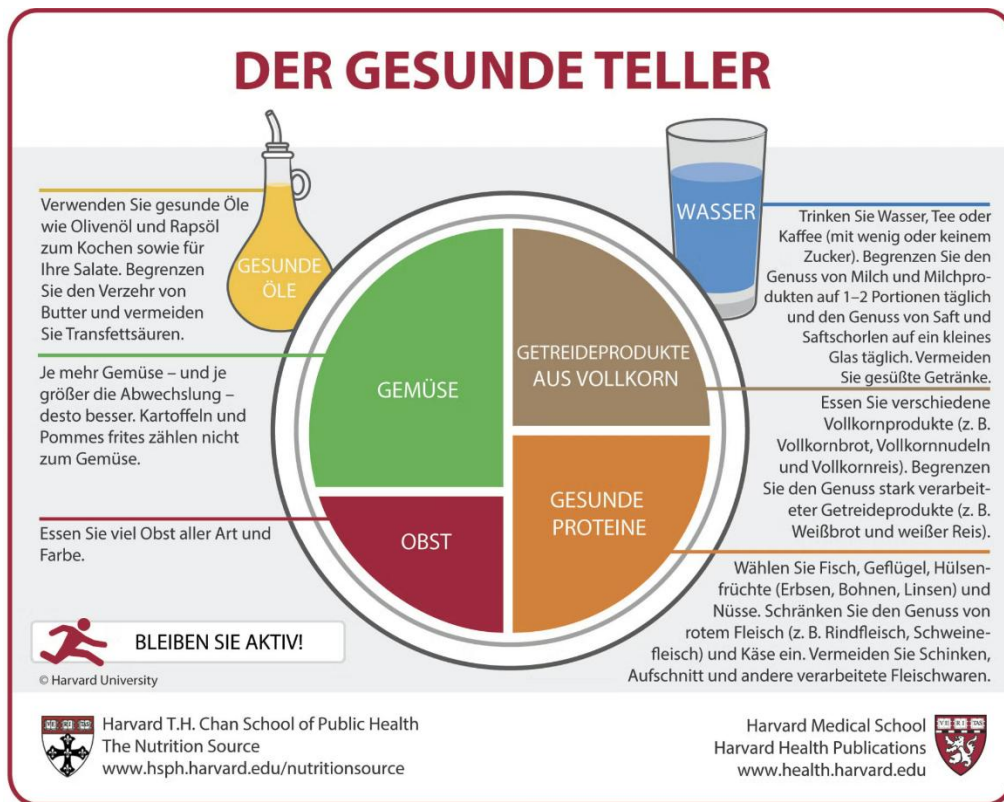 DER GESUNDE TELLER
Verwenden Sie gesunde Öle
wie Olivenöl und Rapsöl
zum Kochen sowie für
Ihre Salate. Begrenzen
Sie den Verzehr von
Butter und vermeiden
Sie Transfettsäuren.
GESUNDE
ÖLE
WASSER
Trinken Sie Wasser, Tee oder
Kaffee (mit wenig oder keinem
Zucker). Begrenzen Sie den
Genuss von Milch und Milchpro-
dukten auf 1–2 Portionen täglich
und den Genuss von Saft und
Saftschorlen auf ein kleines
Glas täglich. Vermeiden
Sie gesüßte Getränke.
Je mehr Gemüse – und je
größer die Abwechslung –
desto besser. Kartoffeln und
Pommes frites zählen nicht
zum Gemüse.
GEMÜSE
GETREIDEPRODUKTE
AUS VOLLKORN
Essen Sie verschiedene
Vollkornprodukte (z. B.
Vollkornbrot, Vollkornnudeln
und Vollkornreis). Begrenzen
Sie den Genuss stark verarbei-
teter Getreideprodukte (z. B.
Weißbrot und weißer Reis).
Essen Sie viel Obst aller Art und
Farbe.
OBST
GESUNDE
PROTEINE
Wählen Sie Fisch, Geflügel, Hülsen-
früchte (Erbsen, Bohnen, Linsen) und
Nüsse. Schränken Sie den Genuss von
rotem Fleisch (z. B. Rindfleisch, Schweine-
fleisch) und Käse ein. Vermeiden Sie Schinken,
Aufschnitt und andere verarbeitete Fleischwaren.
BLEIBEN SIE AKTIV!
© Harvard University
Harvard T.H. Chan School of Public Health
The Nutrition Source
www.hsph.harvard.edu/nutritionsource
Harvard Medical School
Harvard Health Publications
www.health.harvard.edu
VE RI TAS